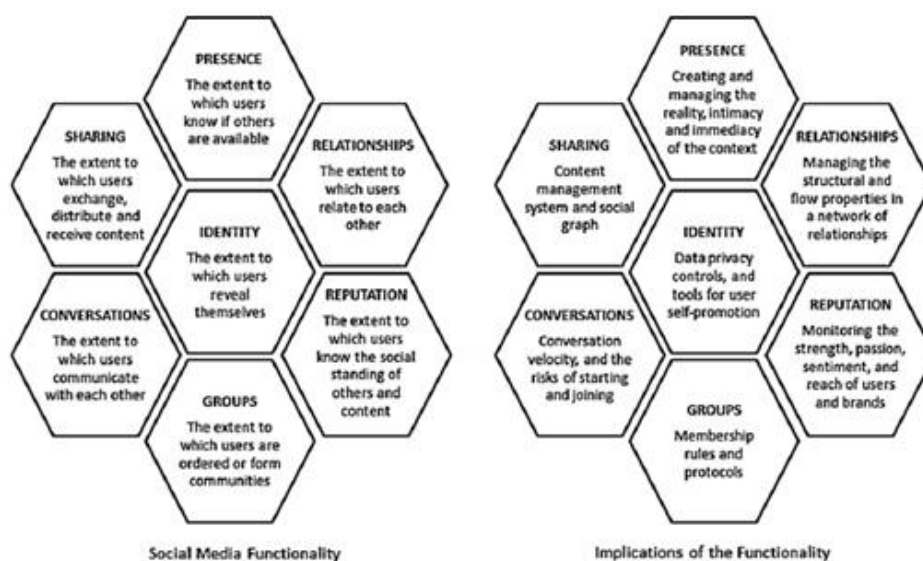 PRESENCE
The extent to
which users
know if others
are available
SHARING
The extent to
which users
exchange,
distribute and
receive content
RELATIONSHIPS
The extent to
which users
relate to each
other
IDENTITY
The extent to
which users
reveal
themselves
CONVERSATIONS
The extent to
which users
communicate
with each other
REPUTATION
The extent to
which users
know the social
standing of
others and
content
GROUPS
The extent to
which users are
ordered or form
communities
Social Media Functionality
PRESENCE
Creating and
managing the
reality, intimacy
and immediacy
of the context
SHARING
Content
management
system and social
graph
RELATIONSHIPS
Managing the
structural and
flow properties in
a network of
relationships
IDENTITY
Data privacy
controls, and
tools for user
self-promotion
CONVERSATIONS
Conversation
velocity, and the
risks of starting
and joining
REPUTATION
Monitoring the
strength, passion,
sentiment, and
reach of users
and brands
GROUPS
Membership
rules and
protocols
Implications of the Functionality